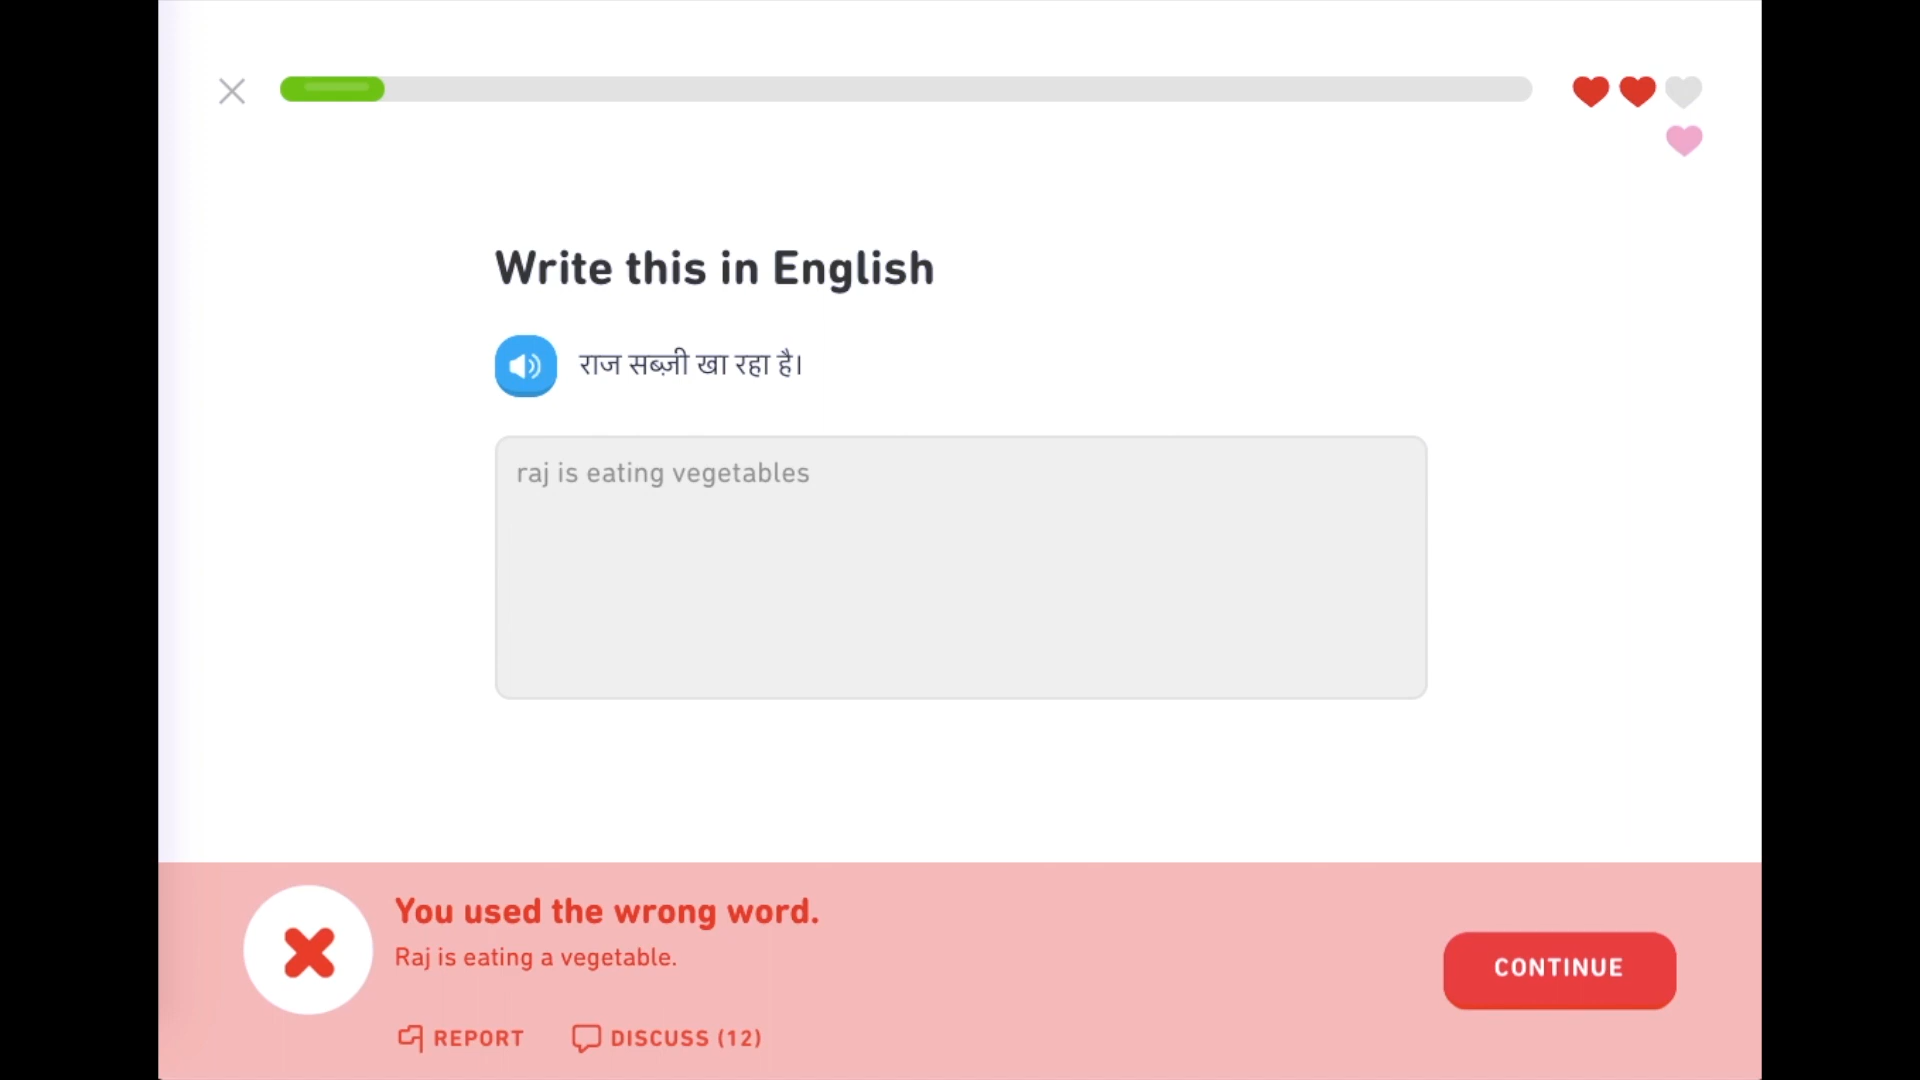 Write this in English
राज सब्ज़ी खा रहा है।
raj is eating vegetables
You used the wrong word.
Raj is eating a vegetable.
REPORT
DISCUSS (12)
CONTINUE